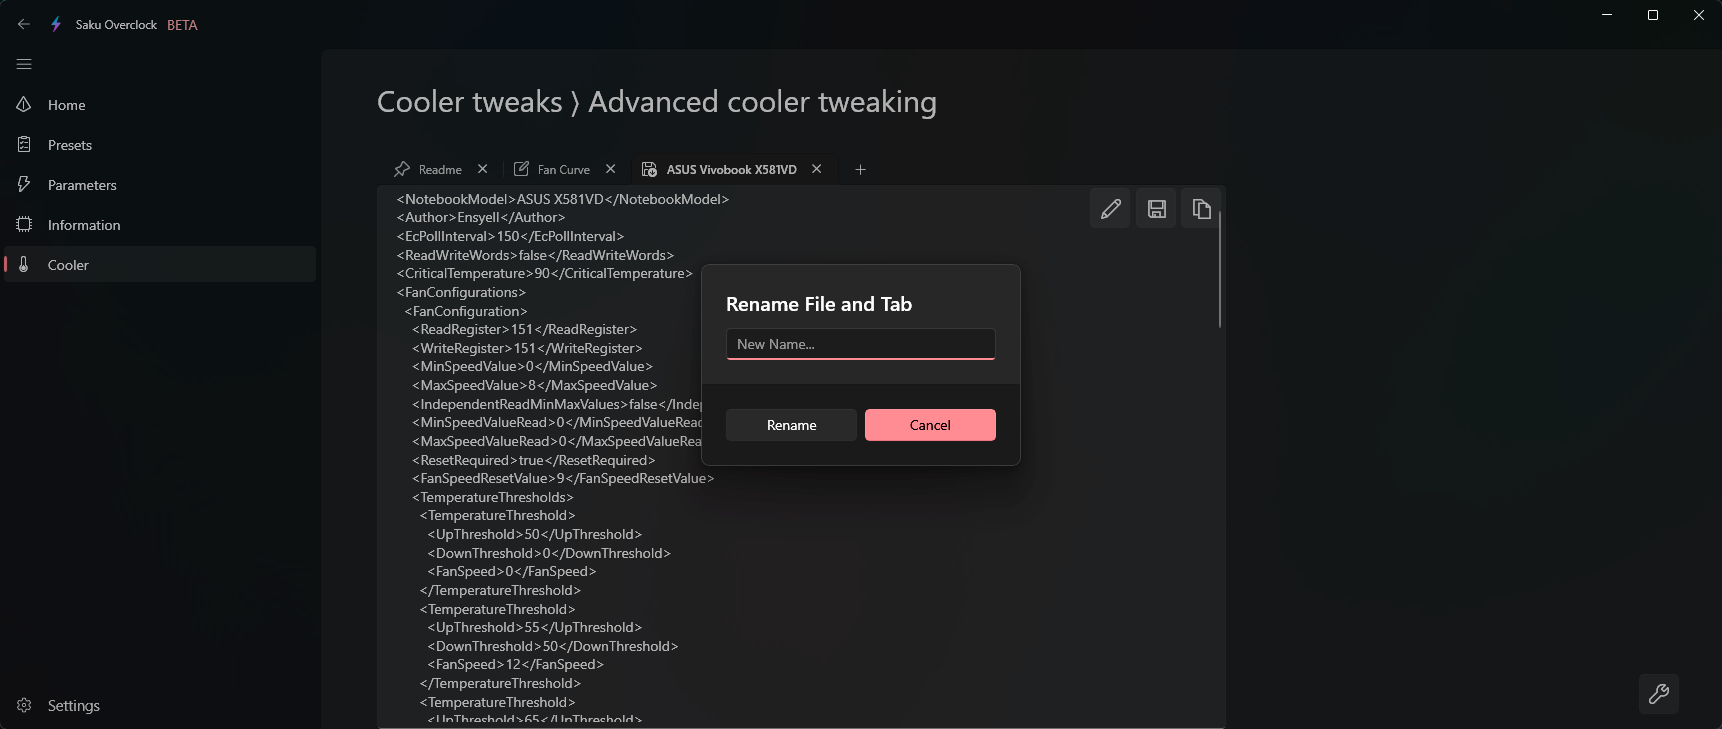 Saku Overclock BETA
Home
Presets
Parameters
Information
Cooler
Settings
Cooler tweaks ⟩ Advanced cooler tweaking
Readme
Fan Curve
ASUS Vivobook X581VD
<NotebookModel>ASUS X581VD</NotebookModel>
<Author>Ensyell</Author>
<EcPollInterval>150</EcPollInterval>
<ReadWriteWords>false</ReadWriteWords>
<CriticalTemperature>90</CriticalTemperature>
<FanConfigurations>
<FanConfiguration>
<ReadRegister>151</ReadRegister>
<WriteRegister>151</WriteRegister>
<MinSpeedValue>0</MinSpeedValue>
<MaxSpeedValue>8</MaxSpeedValue>
<IndependentReadMinMaxValues>false</Indep
<MinSpeedValueRead>0</MinSpeedValueRead
<MaxSpeedValueRead>0</MaxSpeedValueRea
<ResetRequired>true</ResetRequired>
<FanSpeedResetValue>9</FanSpeedResetValue>
<TemperatureThresholds>
<TemperatureThreshold>
<UpThreshold>50</UpThreshold>
<DownThreshold>0</DownThreshold>
<FanSpeed>0</FanSpeed>
</TemperatureThreshold>
<TemperatureThreshold>
<UpThreshold>55</UpThreshold>
<DownThreshold>50</DownThreshold>
<FanSpeed>12</FanSpeed>
</TemperatureThreshold>
<TemperatureThreshold>
<UpThreshold>65</UpThreshold>
Rename File and Tab
New Name...
Rename
Cancel